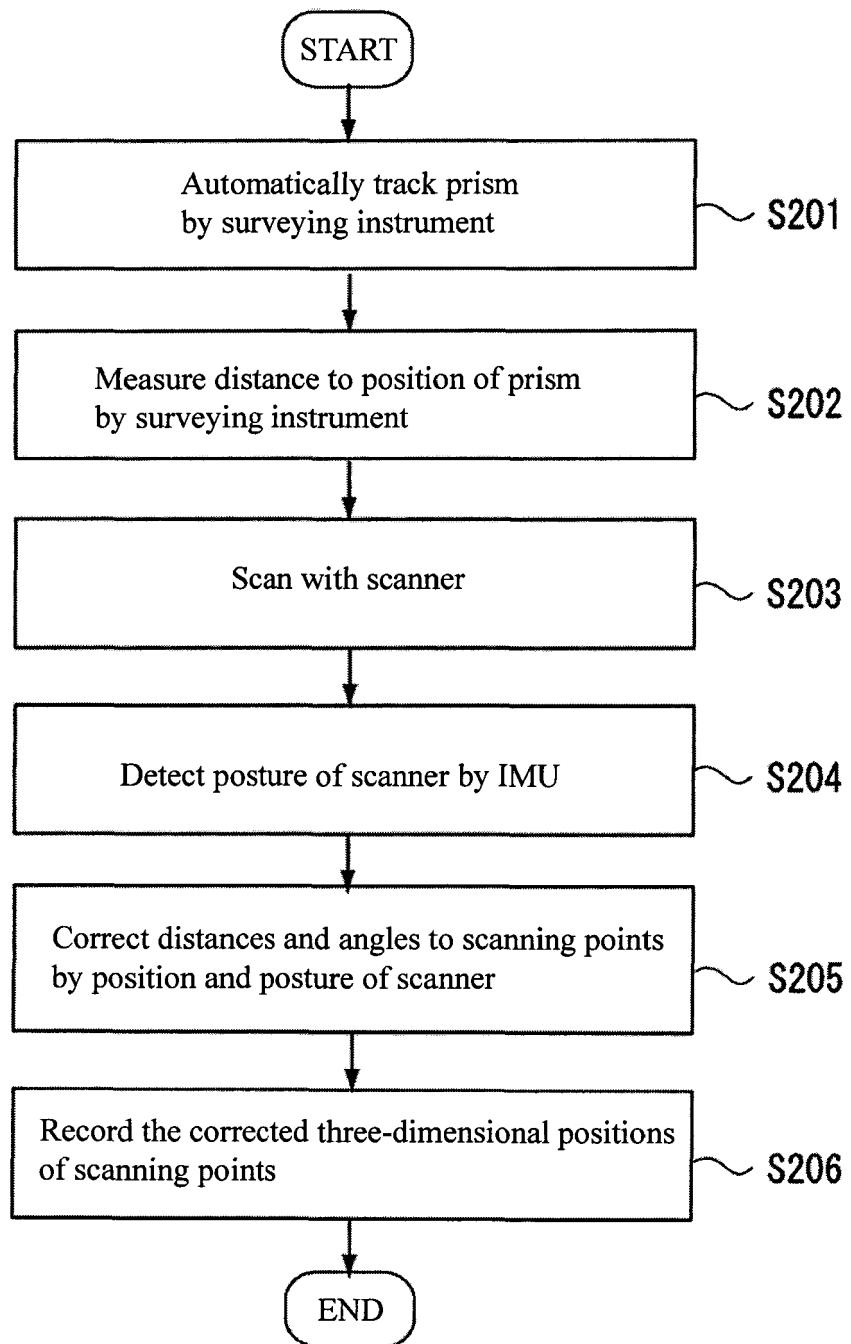 START
Automatically track prism
by surveying instrument
S201
Measure distance to position of prism
by surveying instrument
S202
Scan with scanner
S203
Detect posture of scanner by IMU
S204
Correct distances and angles to scanning points
by position and posture of scanner
S205
Record the corrected three-dimensional positions
of scanning points
S206
END